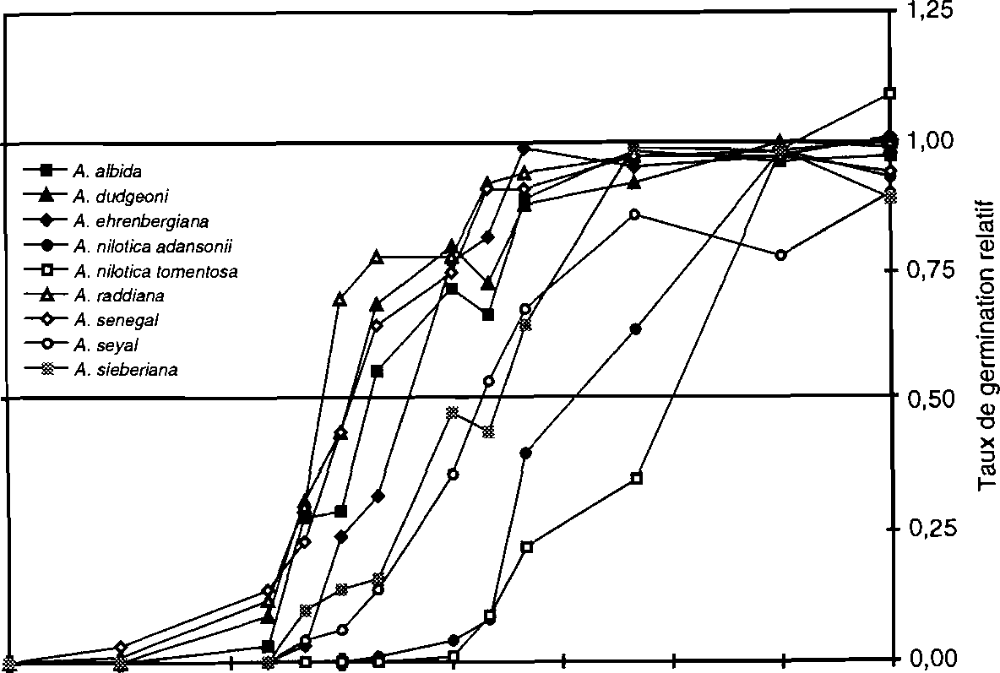 1,25
1,00
A. albida
A. dudgeoni
A. ehrenbergiana
A. nilotica adansonii
A. nilotica tomentosa
A. raddiana
A. senegal
A. seyal
A. sieberiana
0,75
0,50
0,25
0,00
Taux de germination relatif